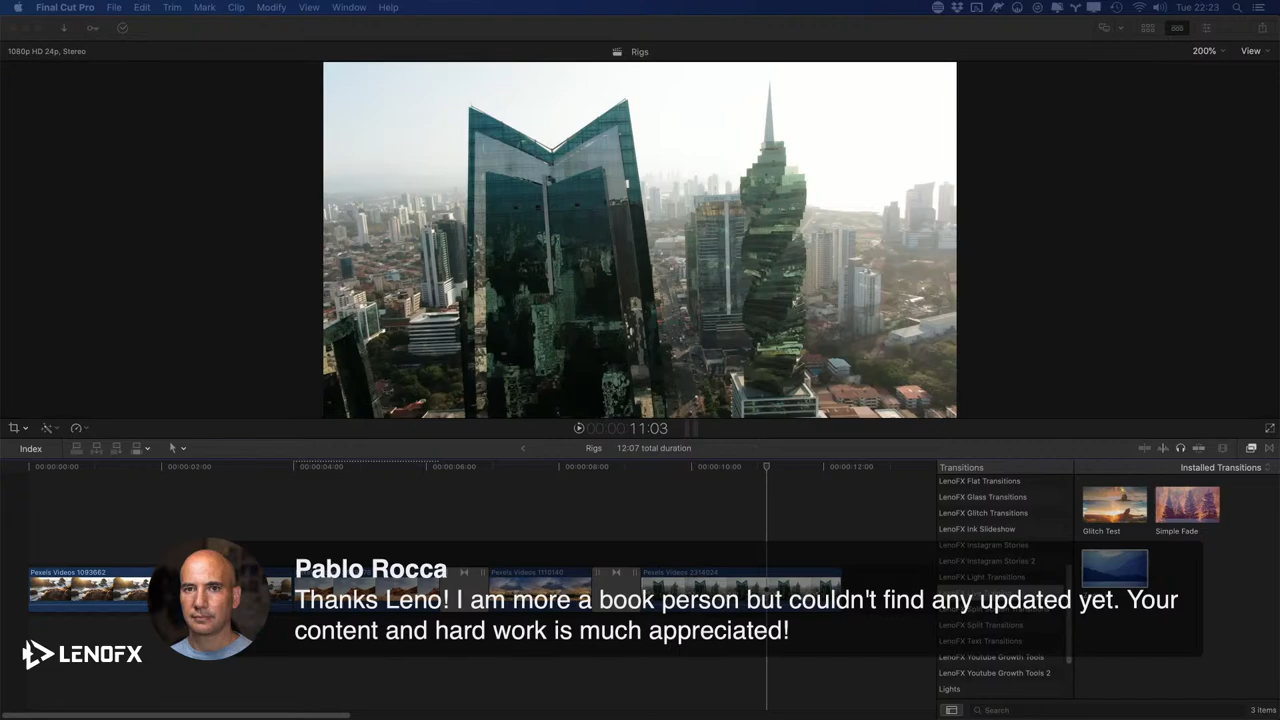 Final Cut Pro File Edit Trim Mark Clip Modify View Window Help Tue 22:23
1080p HD 24p, Stereo Rigs 200% View
00:00:00:11:03
Index Rigs 12:07 total duration
00:00:00:00 00:00:02:00 00:00:04:00 00:00:06:00 00:00:08:00 00:00:10:00 00:00:12:00
Transitions Installed Transitions
LenoFX Flat Transitions
LenoFX Glass Transitions
LenoFX Glitch Transitions
LenoFX Ink Slideshow
Glitch Test Simple Fade
LenoFX Instagram Stories
LenoFX Instagram Stories 2
LenoFX Light Transitions
LenoFX Split Transitions
LenoFX Text Transitions
LenoFX Youtube Growth Tools
LenoFX Youtube Growth Tools 2
Lights
Pexels Videos 1093662 Pexels Videos 1110140 Pexels Videos 2314024
Pablo Rocca
Thanks Leno! I am more a book person but couldn't find any updated yet. Your
content and hard work is much appreciated!
LENOFX
Search 3 items